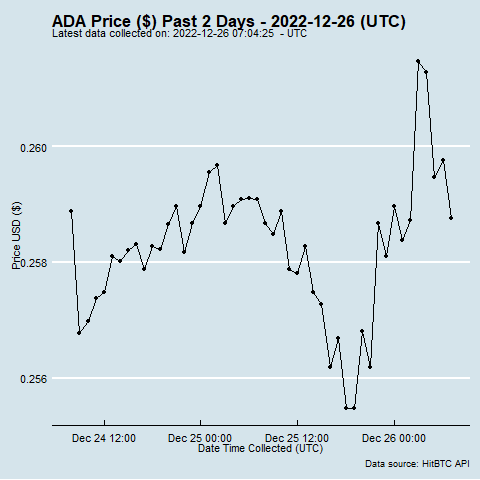 ADA Price ($) Past 2 Days - 2022-12-26 (UTC)
Latest data collected on: 2022-12-26 07:04:25  - UTC
0.260
Price USD ($)
0.258
0.256
Dec 24 12:00 Dec 25 00:00 Dec 25 12:00 Dec 26 00:00
Date Time Collected (UTC)
Data source: HitBTC API